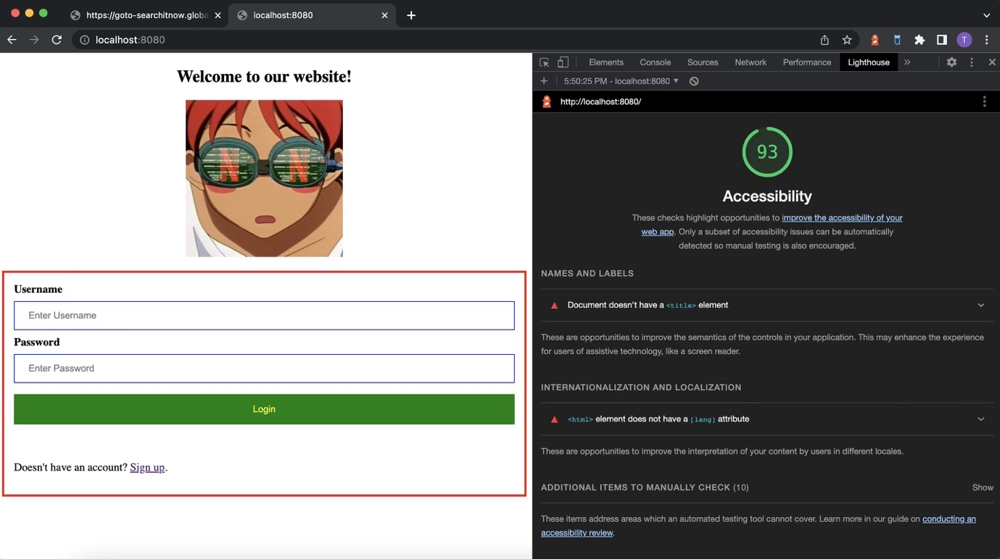 https://goto-searchitnow.globa
localhost:8080
localhost:8080
T
Elements Console Sources Network Performance Lighthouse
5:50:25 PM - localhost:8080
http://localhost:8080/
Welcome to our website!
N N
Username
Enter Username
Password
Enter Password
Login
Doesn't have an account? Sign up.
93
Accessibility
These checks highlight opportunities to improve the accessibility of your
web app. Only a subset of accessibility issues can be automatically
detected so manual testing is also encouraged.
NAMES AND LABELS
Document doesn't have a <title> element
These are opportunities to improve the semantics of the controls in your application. This may enhance the experience
for users of assistive technology, like a screen reader.
INTERNATIONALIZATION AND LOCALIZATION
<html> element does not have a [lang] attribute
These are opportunities to improve the interpretation of your content by users in different locales.
ADDITIONAL ITEMS TO MANUALLY CHECK (10) Show
These items address areas which an automated testing tool cannot cover. Learn more in our guide on conducting an
accessibility review.